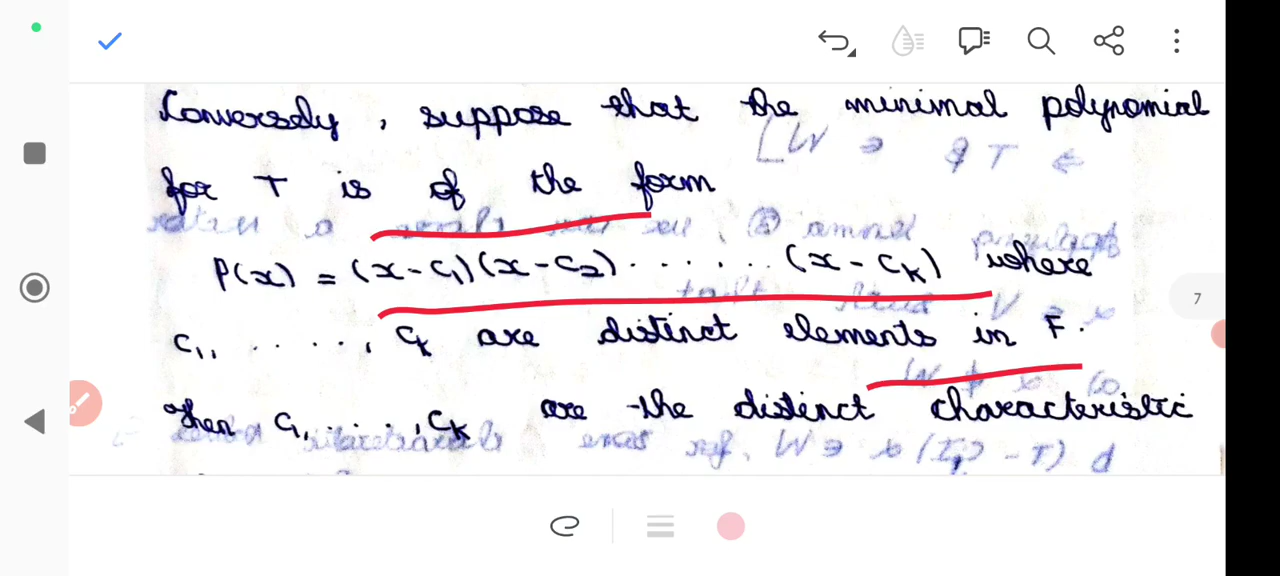 Conversely, suppose that the minimal polynomial
for T is of the form
P(x) = (x-c₁)(x-c₂) . . . . . . (x-cₖ) where
c₁, . . . . , cₖ are distinct elements in F.
Then c₁, . . . . , cₖ are the distinct characteristic
7